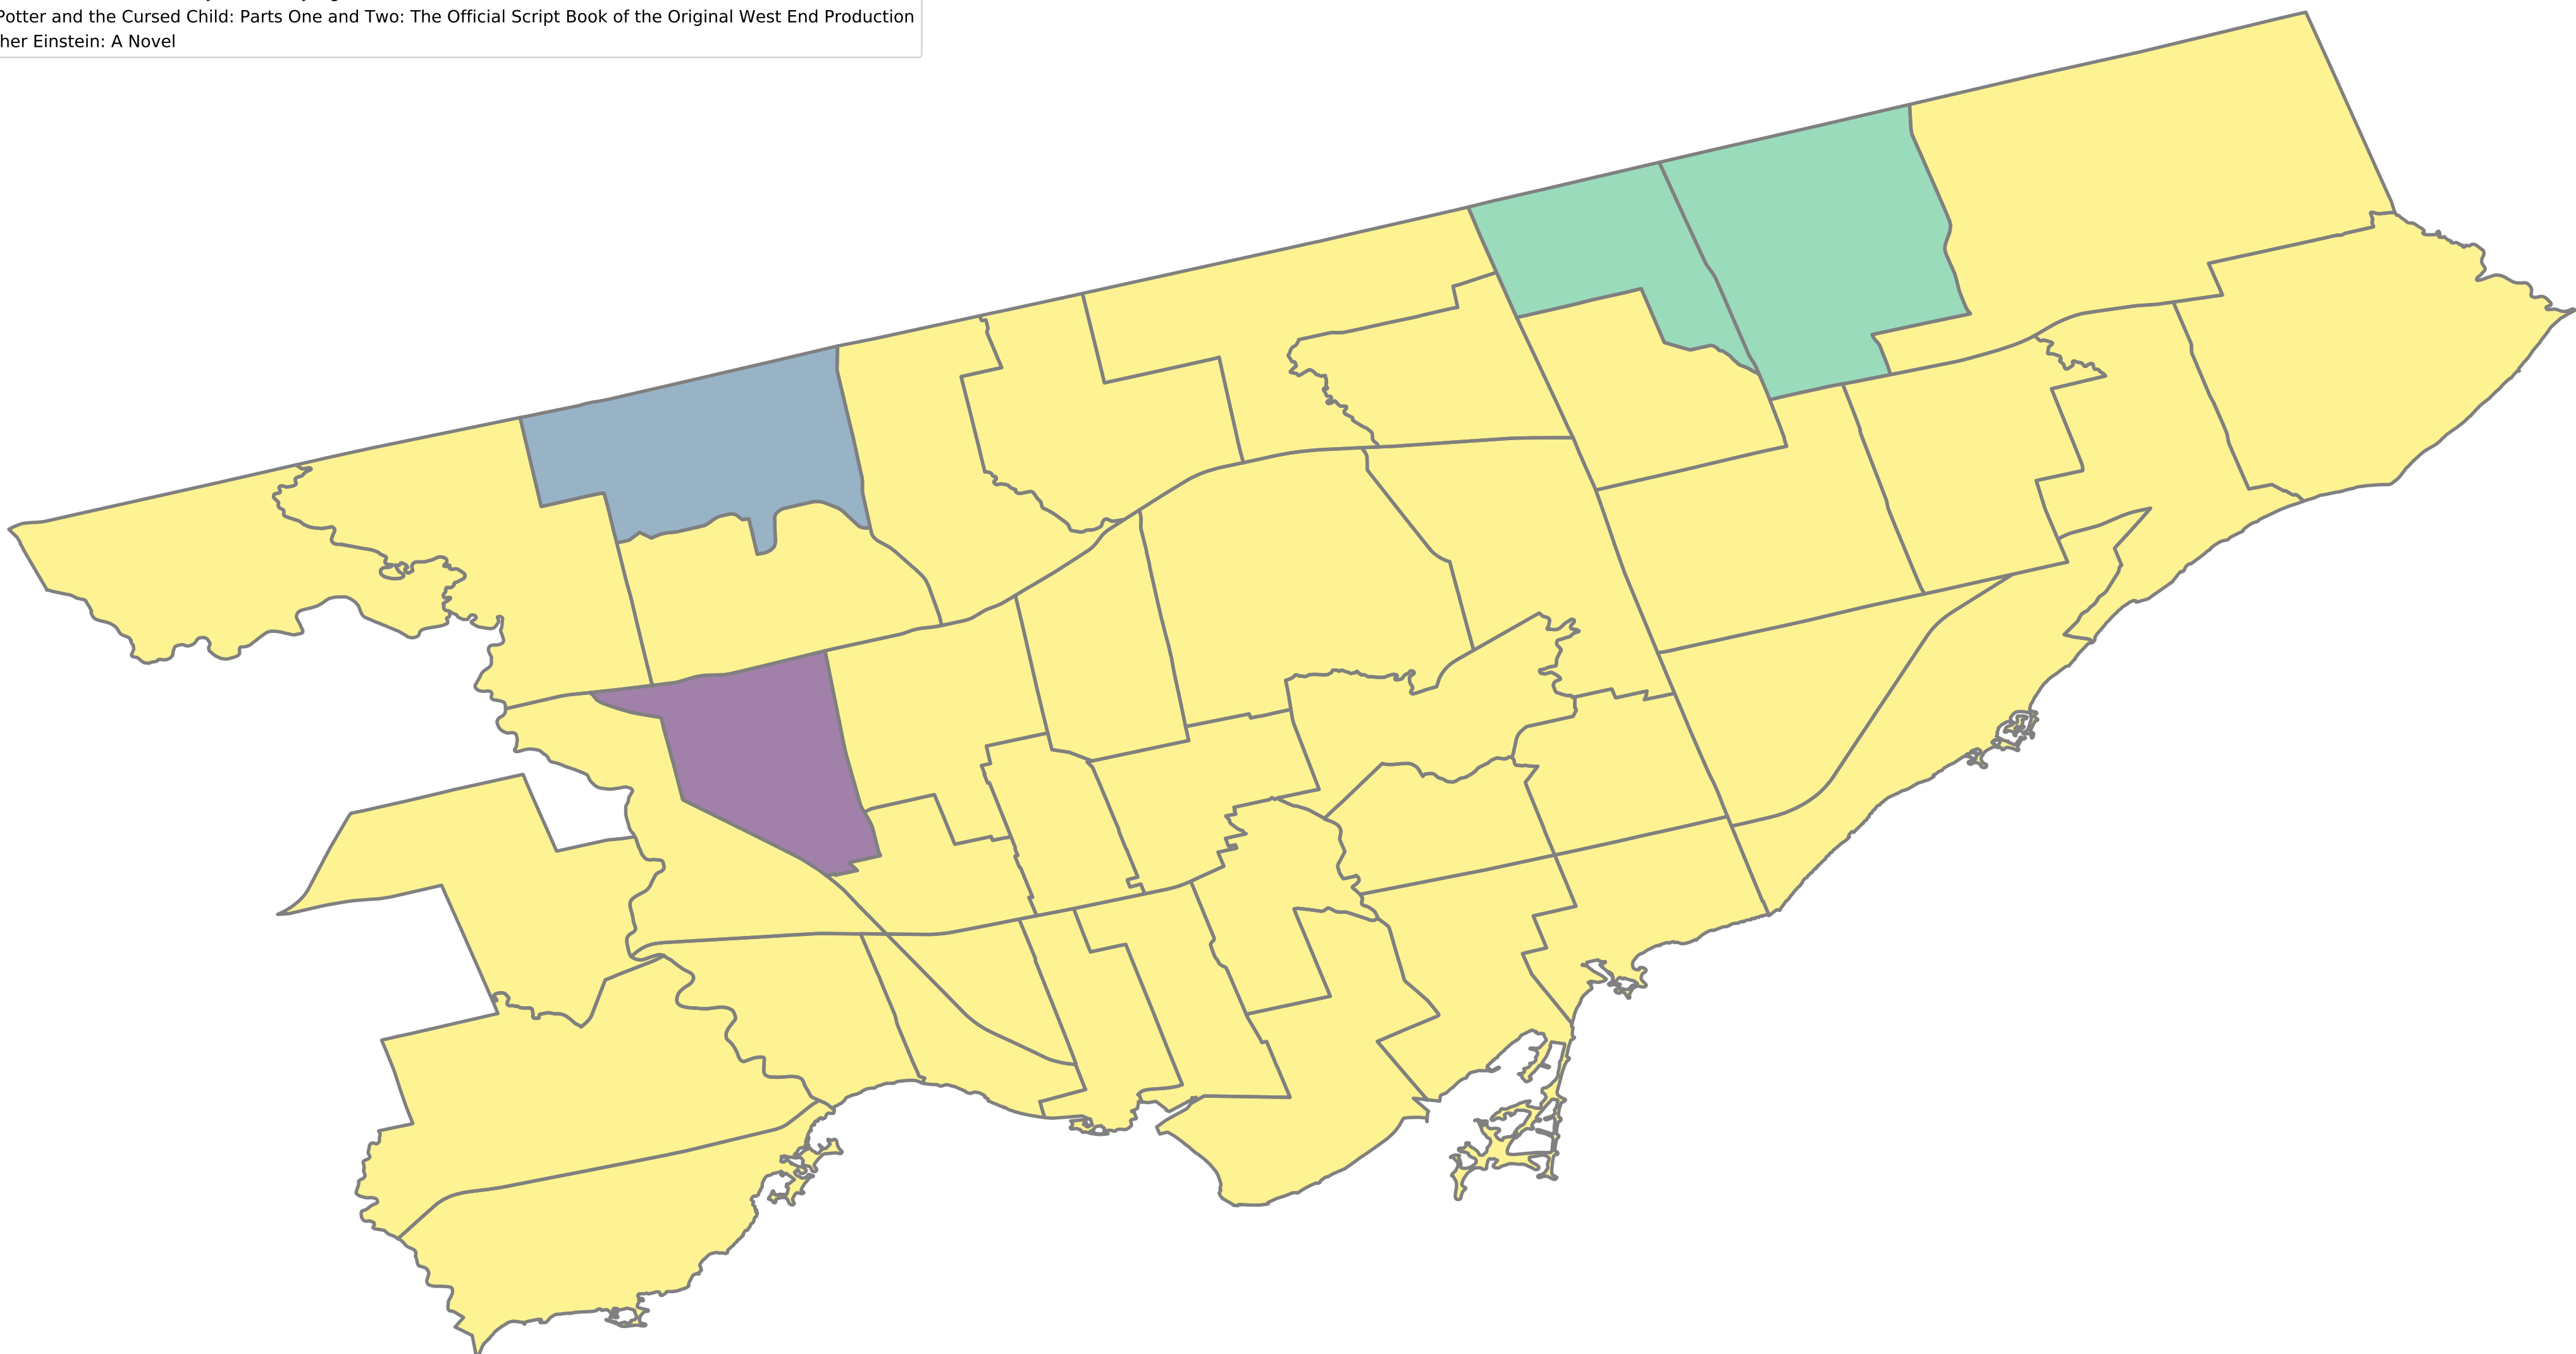 Potter and the Cursed Child: Parts One and Two: The Official Script Book of the Original West End Production
her Einstein: A Novel